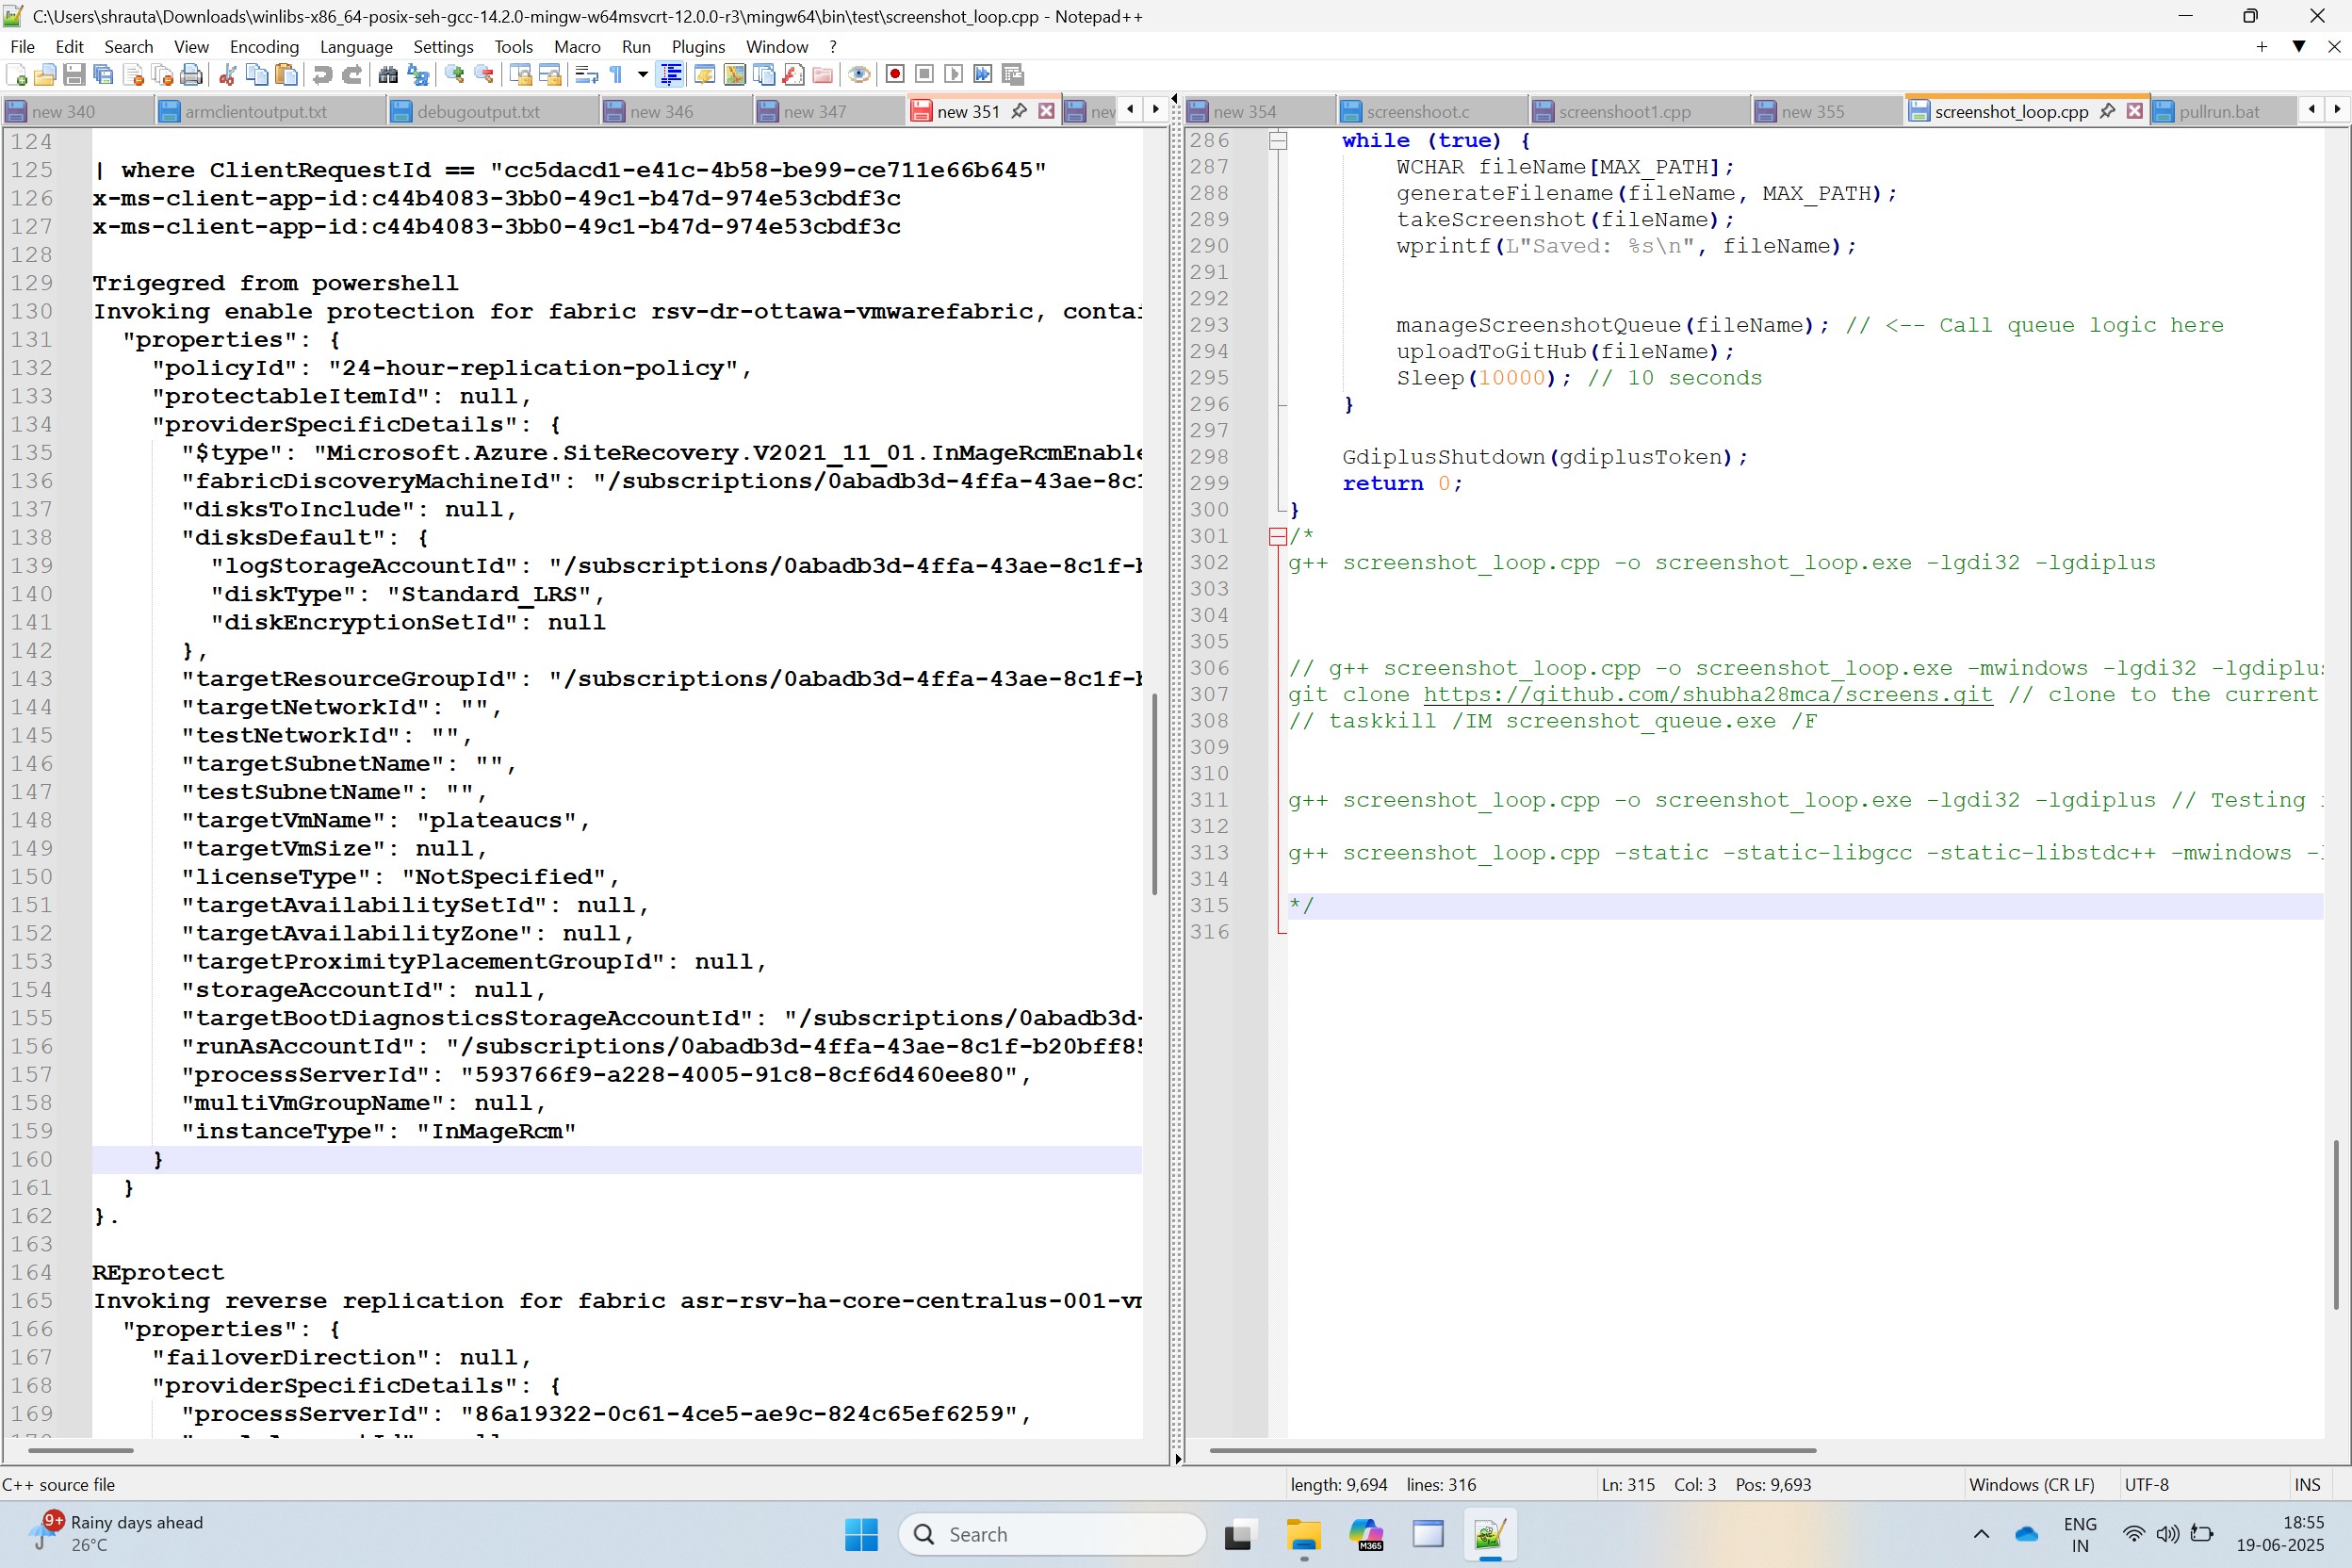 C:\Users\shrauta\Downloads\winlibs-x86_64-posix-seh-gcc-14.2.0-mingw-w64msvcrt-12.0.0-r3\mingw64\bin\test\screenshot_loop.cpp - Notepad++
File Edit Search View Encoding Language Settings Tools Macro Run Plugins Window ?
new 340 armclientoutput.txt debugoutput.txt new 346 new 347 new 351 new
124
125 | where ClientRequestId == "cc5dacd1-e41c-4b58-be99-ce711e66b645"
126 x-ms-client-app-id:c44b4083-3bb0-49c1-b47d-974e53cbdf3c
127 x-ms-client-app-id:c44b4083-3bb0-49c1-b47d-974e53cbdf3c
128
129 Trigegred from powershell
130 Invoking enable protection for fabric rsv-dr-ottawa-vmwarefabric, contai
131 "properties": {
132 "policyId": "24-hour-replication-policy",
133 "protectableItemId": null,
134 "providerSpecificDetails": {
135 "$type": "Microsoft.Azure.SiteRecovery.V2021_11_01.InMageRcmEnable
136 "fabricDiscoveryMachineId": "/subscriptions/0abadb3d-4ffa-43ae-8c1
137 "disksToInclude": null,
138 "disksDefault": {
139 "logStorageAccountId": "/subscriptions/0abadb3d-4ffa-43ae-8c1f-b
140 "diskType": "Standard_LRS",
141 "diskEncryptionSetId": null
142 },
143 "targetResourceGroupId": "/subscriptions/0abadb3d-4ffa-43ae-8c1f-b
144 "targetNetworkId": "",
145 "testNetworkId": "",
146 "targetSubnetName": "",
147 "testSubnetName": "",
148 "targetVmName": "plateaucs",
149 "targetVmSize": null,
150 "licenseType": "NotSpecified",
151 "targetAvailabilitySetId": null,
152 "targetAvailabilityZone": null,
153 "targetProximityPlacementGroupId": null,
154 "storageAccountId": null,
155 "targetBootDiagnosticsStorageAccountId": "/subscriptions/0abadb3d-
156 "runAsAccountId": "/subscriptions/0abadb3d-4ffa-43ae-8c1f-b20bff85
157 "processServerId": "593766f9-a228-4005-91c8-8cf6d460ee80",
158 "multiVmGroupName": null,
159 "instanceType": "InMageRcm"
160 }
161 }
162 }.
163
164 REprotect
165 Invoking reverse replication for fabric asr-rsv-ha-core-centralus-001-vm
166 "properties": {
167 "failoverDirection": null,
168 "providerSpecificDetails": {
169 "processServerId": "86a19322-0c61-4ce5-ae9c-824c65ef6259",
new 354 screenshoot.c screenshoot1.cpp new 355 screenshot_loop.cpp pullrun.bat
286 while (true) {
287 WCHAR fileName[MAX_PATH];
288 generateFilename(fileName, MAX_PATH);
289 takeScreenshot(fileName);
290 wprintf(L"Saved: %s\n", fileName);
291
292
293 manageScreenshotQueue(fileName); // <-- Call queue logic here
294 uploadToGitHub(fileName);
295 Sleep(10000); // 10 seconds
296 }
297
298 GdiplusShutdown(gdiplusToken);
299 return 0;
300 }
301 /*
302 g++ screenshot_loop.cpp -o screenshot_loop.exe -lgdi32 -lgdiplus
303
304
305
306 // g++ screenshot_loop.cpp -o screenshot_loop.exe -mwindows -lgdi32 -lgdiplus
307 git clone https://github.com/shubha28mca/screens.git // clone to the current
308 // taskkill /IM screenshot_queue.exe /F
309
310
311 g++ screenshot_loop.cpp -o screenshot_loop.exe -lgdi32 -lgdiplus // Testing
312
313 g++ screenshot_loop.cpp -static -static-libgcc -static-libstdc++ -mwindows -l
314
315 */
316
C++ source file length: 9,694 lines: 316 Ln: 315 Col: 3 Pos: 9,693 Windows (CR LF) UTF-8 INS
9+ Rainy days ahead
26°C
Search
M365
ENG
IN
18:55
19-06-2025